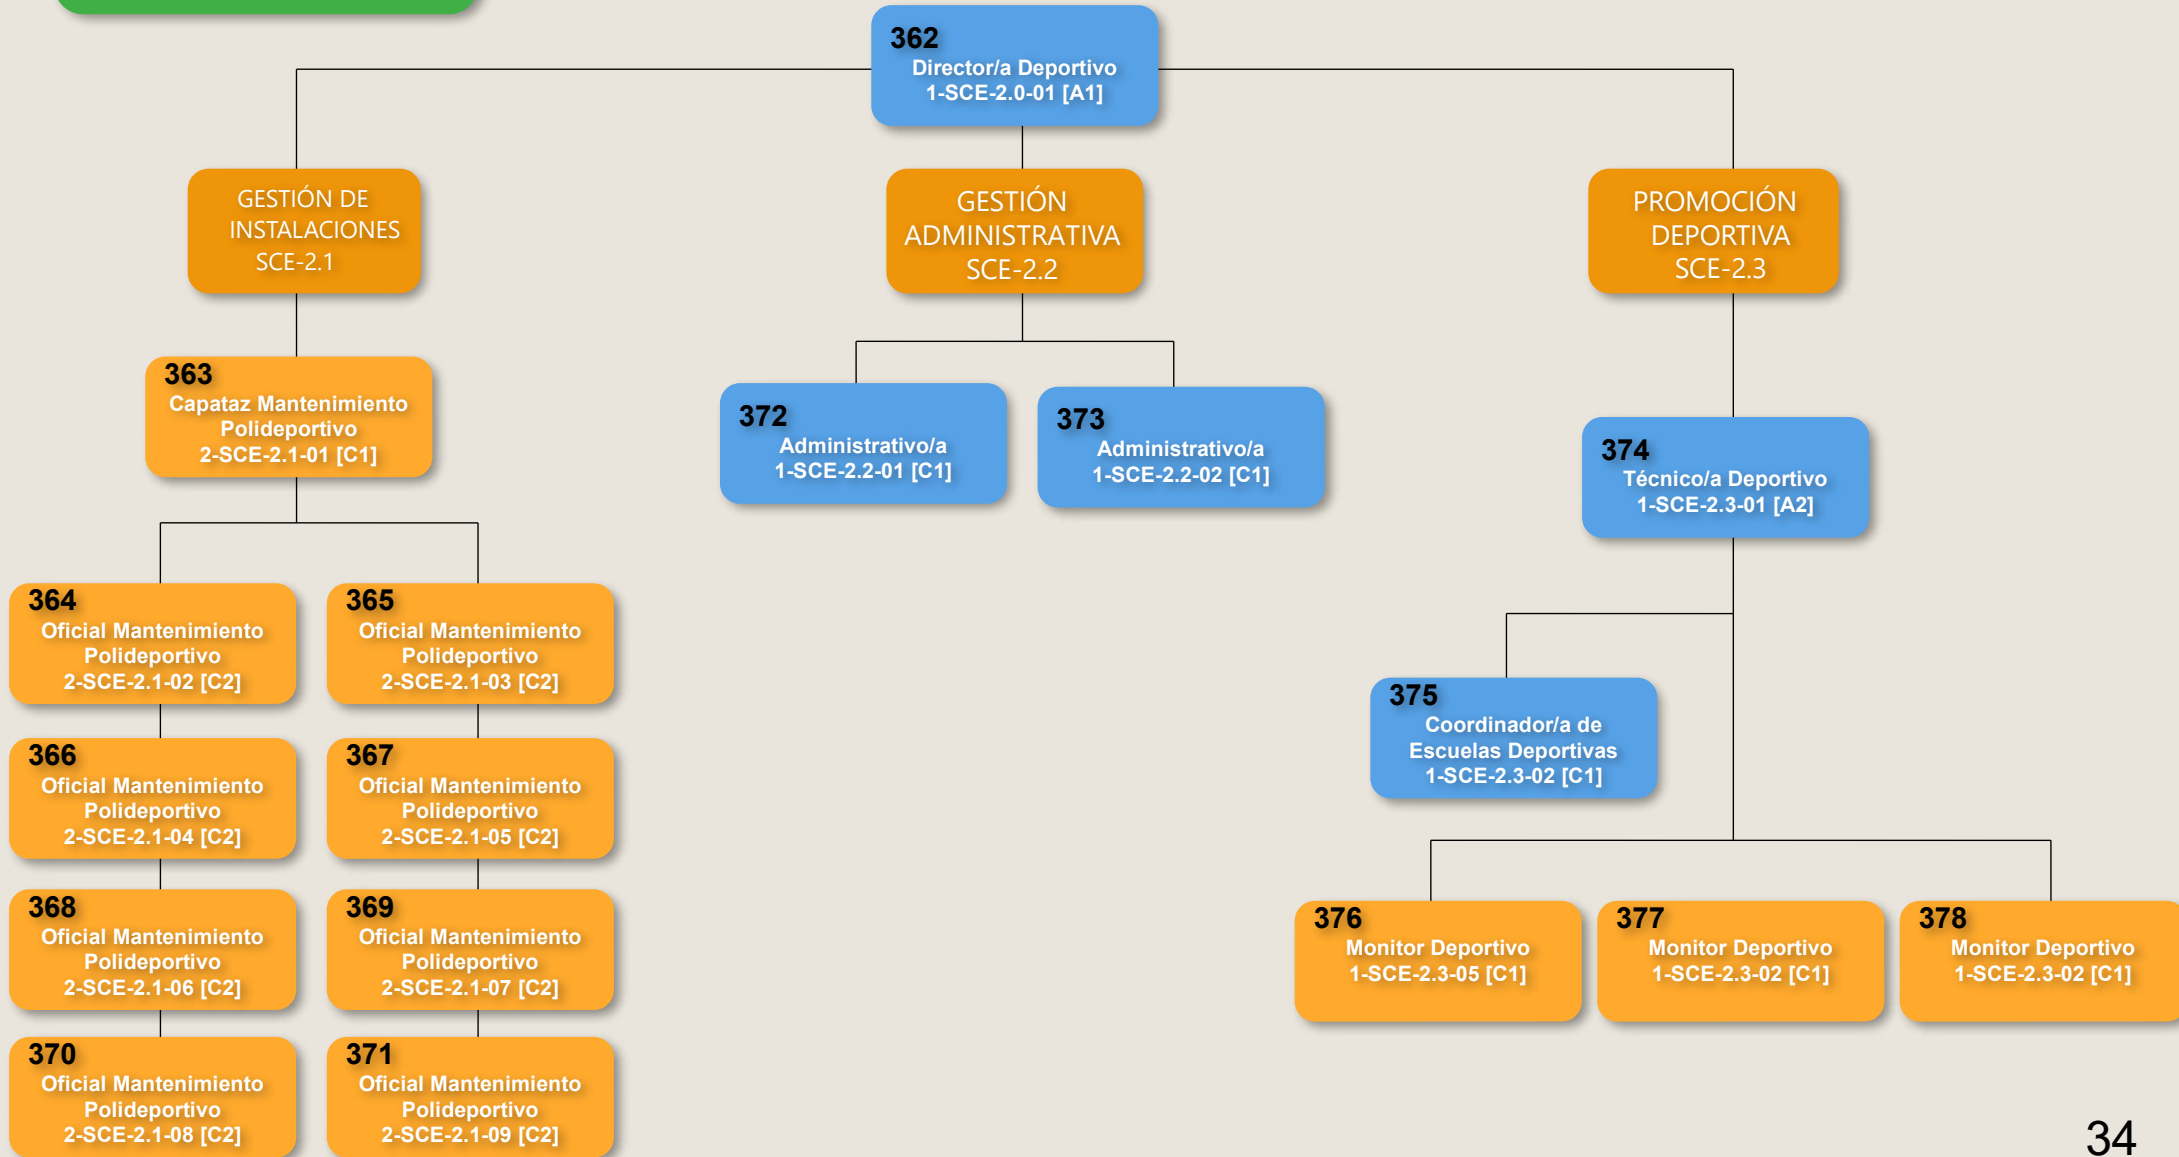 362
Director/a Deportivo
1-SCE-2.0-01 [A1]
GESTIÓN DE
INSTALACIONES
SCE-2.1
GESTIÓN
ADMINISTRATIVA
SCE-2.2
PROMOCIÓN
DEPORTIVA
SCE-2.3
363
Capataz Mantenimiento
Polideportivo
2-SCE-2.1-01 [C1]
372
Administrativo/a
1-SCE-2.2-01 [C1]
373
Administrativo/a
1-SCE-2.2-02 [C1]
374
Técnico/a Deportivo
1-SCE-2.3-01 [A2]
364
Oficial Mantenimiento
Polideportivo
2-SCE-2.1-02 [C2]
365
Oficial Mantenimiento
Polideportivo
2-SCE-2.1-03 [C2]
375
Coordinador/a de
Escuelas Deportivas
1-SCE-2.3-02 [C1]
366
Oficial Mantenimiento
Polideportivo
2-SCE-2.1-04 [C2]
367
Oficial Mantenimiento
Polideportivo
2-SCE-2.1-05 [C2]
368
Oficial Mantenimiento
Polideportivo
2-SCE-2.1-06 [C2]
369
Oficial Mantenimiento
Polideportivo
2-SCE-2.1-07 [C2]
376
Monitor Deportivo
1-SCE-2.3-05 [C1]
377
Monitor Deportivo
1-SCE-2.3-02 [C1]
378
Monitor Deportivo
1-SCE-2.3-02 [C1]
370
Oficial Mantenimiento
Polideportivo
2-SCE-2.1-08 [C2]
371
Oficial Mantenimiento
Polideportivo
2-SCE-2.1-09 [C2]
34